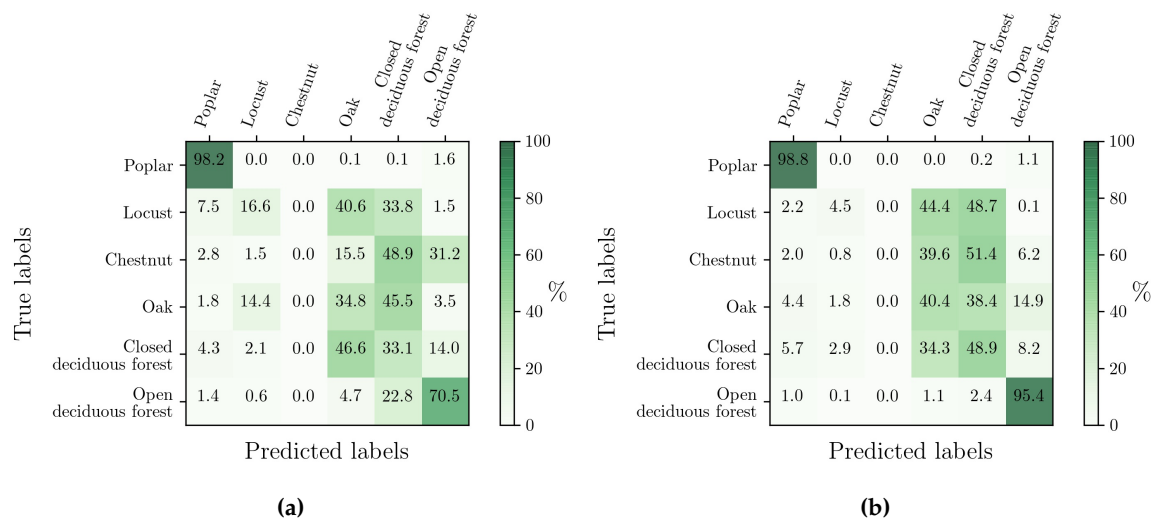 Poplar
Locust
Chestnut
Oak
Closed
deciduous forest
Open
deciduous forest
Poplar 98.2 0.0 0.0 0.1 0.1 1.6
Locust 7.5 16.6 0.0 40.6 33.8 1.5
Chestnut 2.8 1.5 0.0 15.5 48.9 31.2
Oak 1.8 14.4 0.0 34.8 45.5 3.5
Closed
deciduous forest 4.3 2.1 0.0 46.6 33.1 14.0
Open
deciduous forest 1.4 0.6 0.0 4.7 22.8 70.5
True labels
Predicted labels
100
80
60
40
20
0
%
(a)
Poplar
Locust
Chestnut
Oak
Closed
deciduous forest
Open
deciduous forest
Poplar 98.8 0.0 0.0 0.0 0.2 1.1
Locust 2.2 4.5 0.0 44.4 48.7 0.1
Chestnut 2.0 0.8 0.0 39.6 51.4 6.2
Oak 4.4 1.8 0.0 40.4 38.4 14.9
Closed
deciduous forest 5.7 2.9 0.0 34.3 48.9 8.2
Open
deciduous forest 1.0 0.1 0.0 1.1 2.4 95.4
True labels
Predicted labels
100
80
60
40
20
0
%
(b)